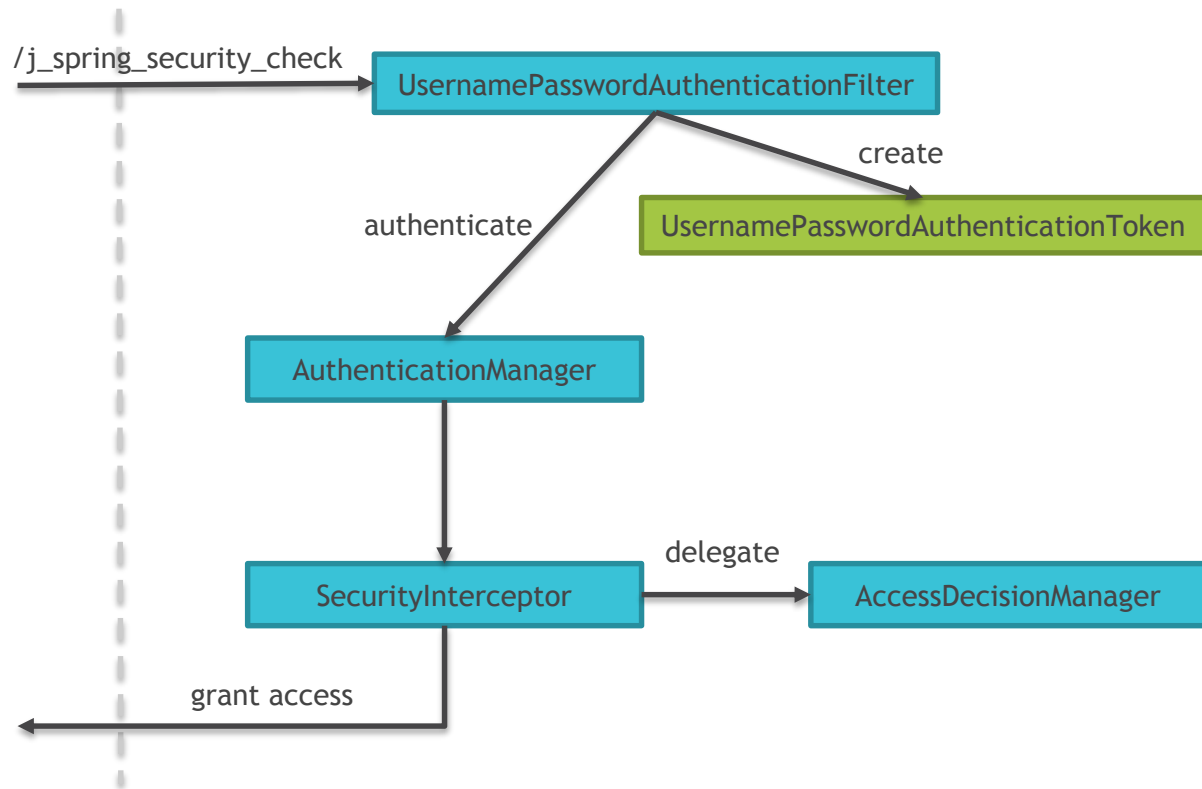 /j_spring_security_check
UsernamePasswordAuthenticationFilter
create
authenticate
UsernamePasswordAuthenticationToken
AuthenticationManager
delegate
SecurityInterceptor
AccessDecisionManager
grant access